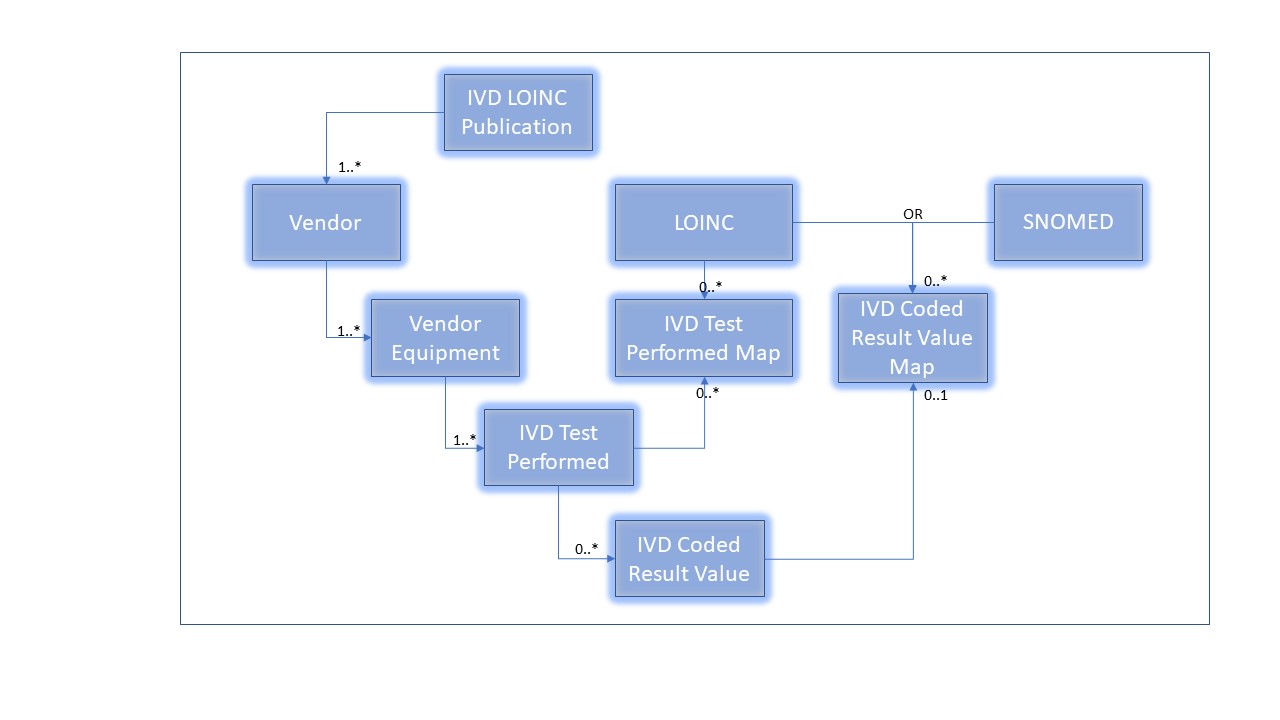 IVD LOINC
Publication
1..*
Vendor
LOINC
OR
SNOMED
0..*
0..*
1..*
Vendor
Equipment
IVD Test
Performed Map
IVD Coded
Result Value
Map
0..*
0..1
1..*
IVD Test
Performed
0..*
IVD Coded
Result Value